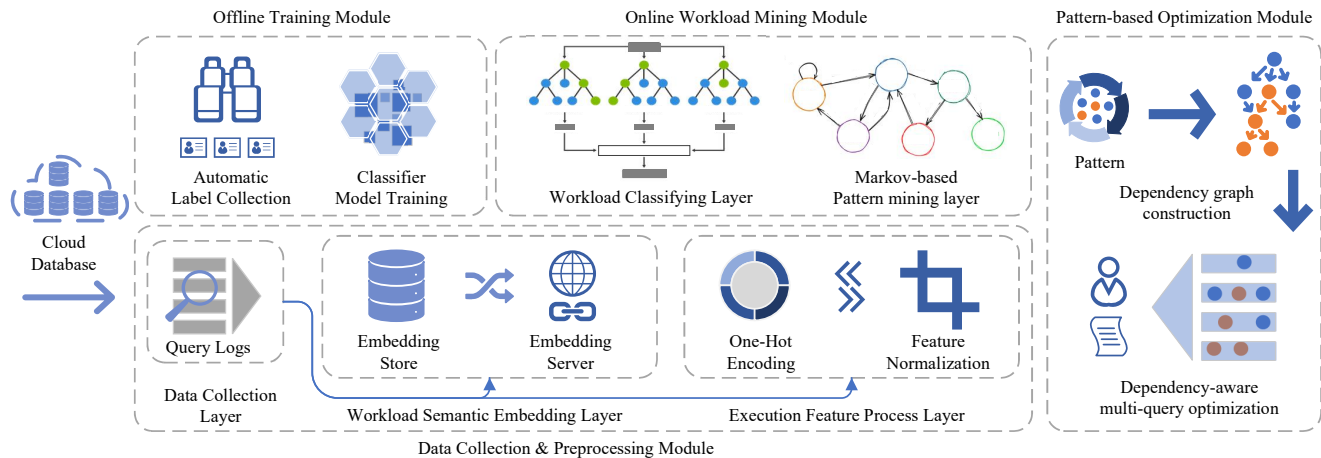 Offline Training Module
Online Workload Mining Module
Pattern-based Optimization Module
Automatic
Label Collection
Classifier
Model Training
Workload Classifying Layer
Markov-based
Pattern mining layer
Pattern
Dependency graph
construction
Cloud
Database
Query Logs
Embedding
Store
Embedding
Server
One-Hot
Encoding
Feature
Normalization
Data Collection
Layer
Workload Semantic Embedding Layer
Execution Feature Process Layer
Dependency-aware
multi-query optimization
Data Collection & Preprocessing Module